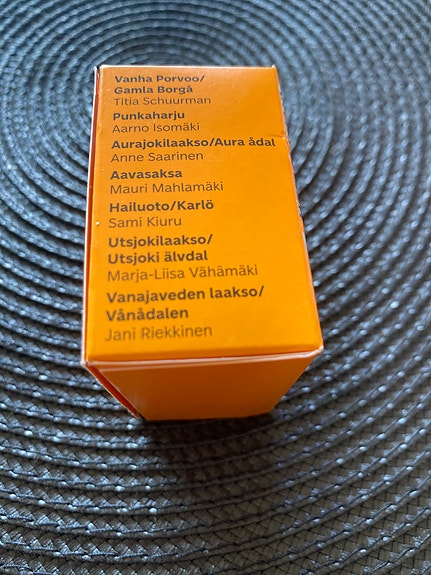 Vanha Porvoo/
Gamla Borgå
Titia Schuurman
Punkaharju
Aarno Isomäki
Aurajokilaakso/Aura ådal
Anne Saarinen
Aavasaksa
Mauri Mahlamäki
Hailuoto/Karlö
Sami Kiuru
Utsjokilaakso/
Utsjoki älvdal
Marja-Liisa Vähämäki
Vanajaveden laakso/
Vånådalen
Jani Riekkinen